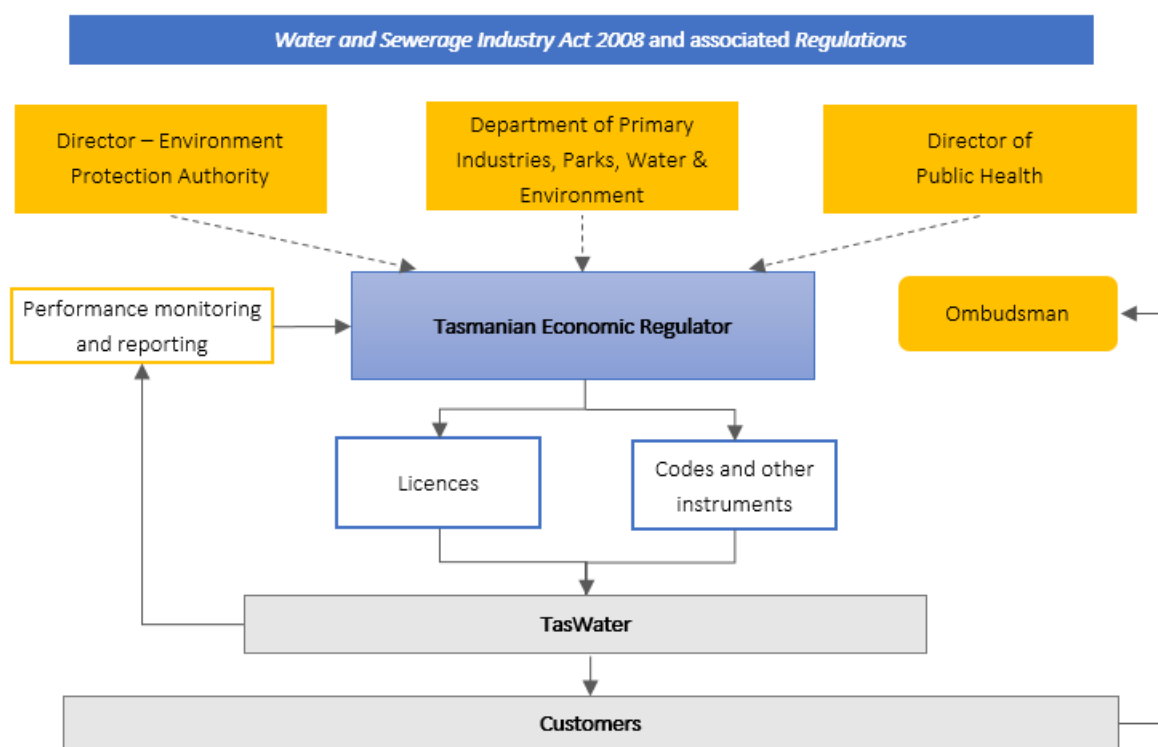 Water and Sewerage Industry Act 2008 and associated Regulations
Director – Environment
Protection Authority
Department of Primary
Industries, Parks, Water &
Environment
Director of
Public Health
Performance monitoring
and reporting
Tasmanian Economic Regulator
Ombudsman
Licences
Codes and other
instruments
TasWater
Customers